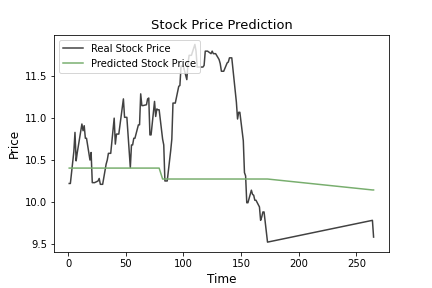 Stock Price Prediction
Real Stock Price
Predicted Stock Price
Price
11.5
11.0
10.5
10.0
9.5
0
50
100
150
200
250
Time